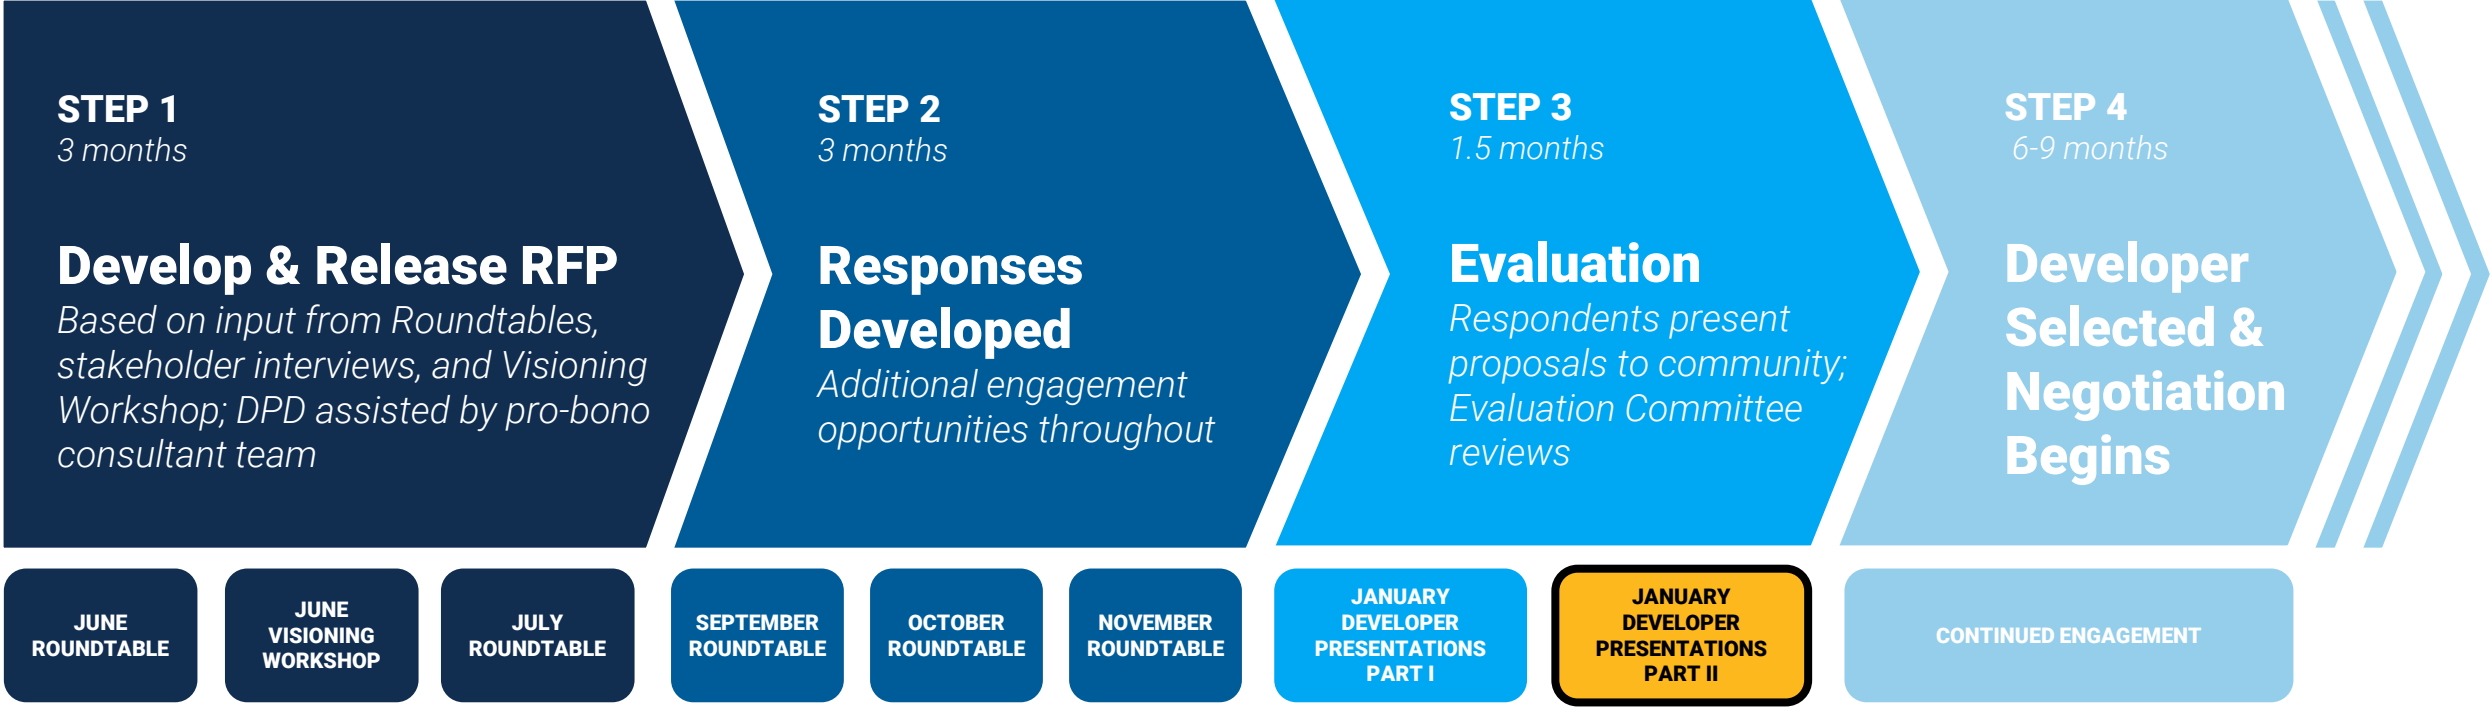 STEP 1
3 months
Develop & Release RFP
Based on input from Roundtables,
stakeholder interviews, and Visioning
Workshop; DPD assisted by pro-bono
consultant team
STEP 2
3 months
Responses
Developed
Additional engagement
opportunities throughout
STEP 3
1.5 months
Evaluation
Respondents present
proposals to community;
Evaluation Committee
reviews
STEP 4
6-9 months
Developer
Selected &
Negotiation
Begins
JUNE
ROUNDTABLE
JUNE
VISIONING
WORKSHOP
JULY
ROUNDTABLE
SEPTEMBER
ROUNDTABLE
OCTOBER
ROUNDTABLE
NOVEMBER
ROUNDTABLE
JANUARY
DEVELOPER
PRESENTATIONS
PART I
JANUARY
DEVELOPER
PRESENTATIONS
PART II
CONTINUED ENGAGEMENT